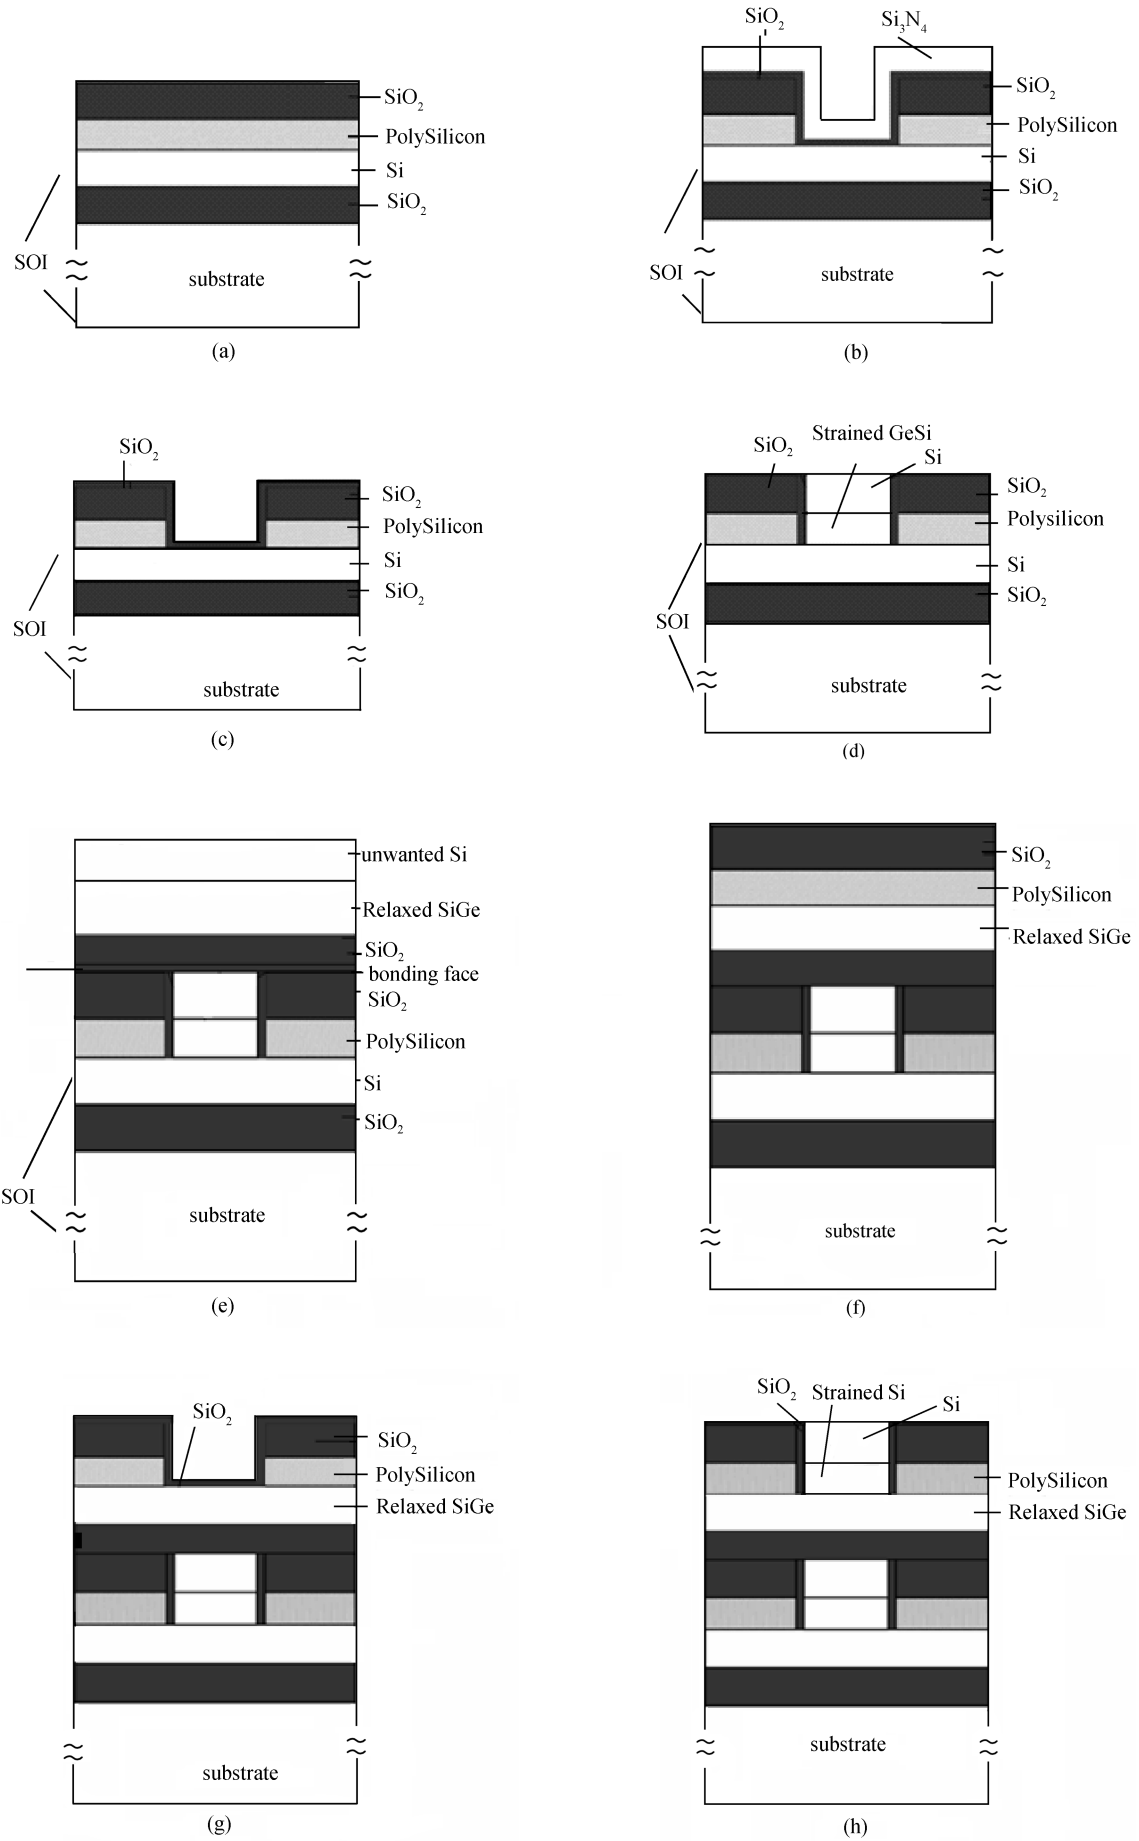 SiO₂
PolySilicon
Si
SiO₂
SOI
substrate
(a)
SiO₂ Si₃N₄
SiO₂
PolySilicon
Si
SiO₂
SOI
substrate
(b)
SiO₂
SiO₂
PolySilicon
Si
SiO₂
SOI
substrate
(c)
Strained GeSi
SiO₂
Si
SiO₂
Polysilicon
Si
SiO₂
SOI
substrate
(d)
unwanted Si
Relaxed SiGe
SiO₂
bonding face
SiO₂
PolySilicon
Si
SiO₂
SOI
substrate
(e)
SiO₂
PolySilicon
Relaxed SiGe
substrate
(f)
SiO₂
SiO₂
PolySilicon
Relaxed SiGe
substrate
(g)
SiO₂ Strained Si
Si
PolySilicon
Relaxed SiGe
substrate
(h)